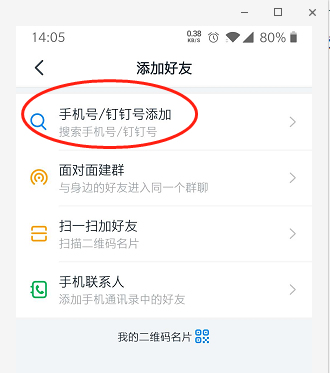 14:05
0.38
KB/S
80%
添加好友
手机号/钉钉号添加
搜索手机号/钉钉号
面对面建群
与身边的好友进入同一个群聊
扫一扫加好友
扫描二维码名片
手机联系人
添加手机通讯录中的好友
我的二维码名片